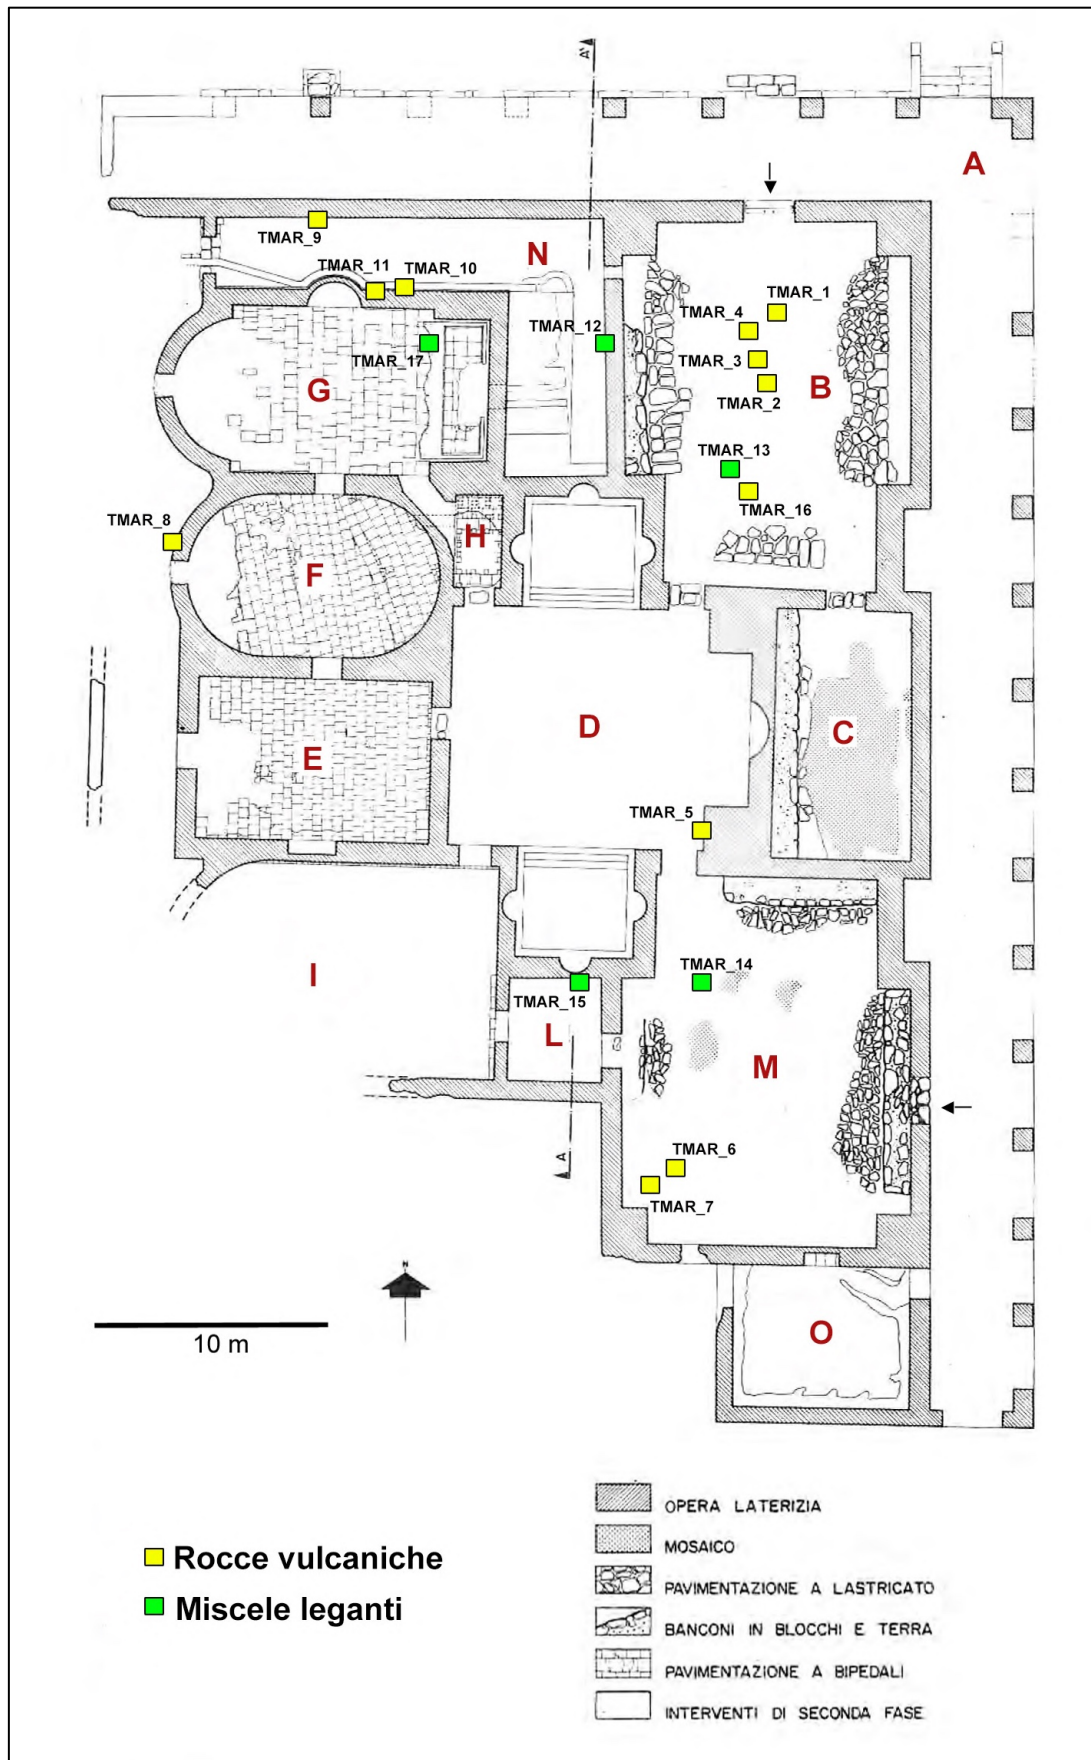 A'
A
TMAR_9
N
TMAR_11
TMAR_10
TMAR_1
TMAR_4
TMAR_12
TMAR_17
TMAR_3
G
B
TMAR_2
TMAR_13
TMAR_16
TMAR_8
H
F
D
C
E
TMAR_5
I
TMAR_14
TMAR_15
L
M
A
TMAR_6
TMAR_7
N
10 m
O
OPERA LATERIZIA
MOSAICO
PAVIMENTAZIONE A LASTRICATO
BANCONI IN BLOCCHI E TERRA
PAVIMENTAZIONE A BIPEDALI
INTERVENTI DI SECONDA FASE
Rocce vulcaniche
Miscele leganti